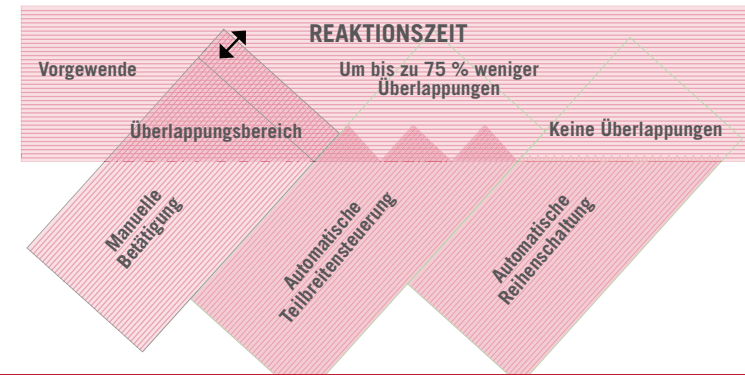 REAKTIONSZEIT
Vorgewende
Um bis zu 75 % weniger
Überlappungen
Überlappungsbereich
Keine Überlappungen
Manuelle
Betätigung
Automatische
Teilbreitensteuerung
Automatische
Reihenschaltung